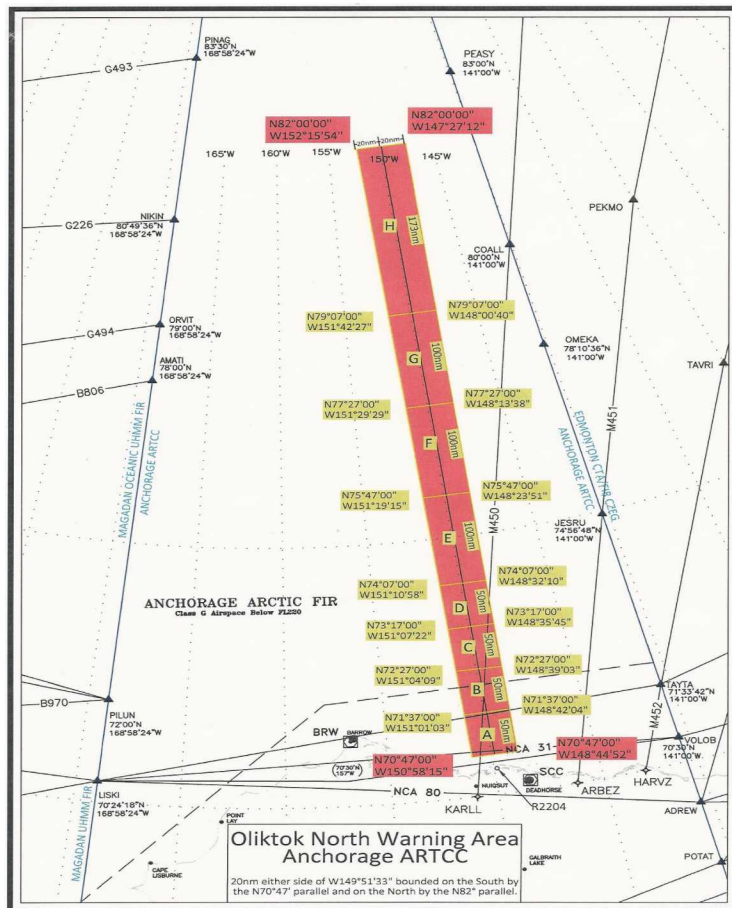 PINAG
83°30'N
168°58'24"W
G493
PEASY
83°00'N
141°00'W
N82°00'00"
W152°15'54"
N82°00'00"
W147°27'12"
20nm
20nm
165°W
160°W
155°W
150°W
145°W
NIKIN
80°49'36"N
168°58'24"W
G226
PEKMO
H
173nm
COALL
80°00'N
141°00'W
N79°07'00"
W151°42'27"
N79°07'00"
W148°00'40"
ORVIT
79°00'N
168°58'24"W
G494
AMATI
78°00'N
168°58'24"W
B806
OMEKA
78°10'36"N
141°00'W
TAVRI
G
100nm
N77°27'00"
W151°29'29"
N77°27'00"
W148°13'38"
F
100nm
MAGADAN OCEANIC UHMM FIR
ANCHORAGE ARTCC
EDMONTON CTA/FIR CZEG
ANCHORAGE ARTCC
M451
M450
N75°47'00"
W151°19'15"
N75°47'00"
W148°23'51"
JESRU
74°56'48"N
141°00'W
E
100nm
N74°07'00"
W151°10'58"
N74°07'00"
W148°32'10"
ANCHORAGE ARCTIC FIR
Class G Airspace Below FL220
D
50nm
N73°17'00"
W151°07'22"
N73°17'00"
W148°35'45"
C
50nm
N72°27'00"
W151°04'09"
N72°27'00"
W148°39'03"
B
50nm
TAYTA
71°33'42"N
141°00'W
M452
B970
PILUN
72°00'N
168°58'24"W
N71°37'00"
W151°01'03"
N71°37'00"
W148°42'04"
A
50nm
BRW
BARROW
NCA 31
VOLOB
70°30'N
141°00'W
N70°47'00"
W150°58'15"
N70°47'00"
W148°44'52"
70°30'N
157°W
LISKI
70°24'18"N
168°58'24"W
NCA 80
NUIQSUT
KARLL
SCC
DEADHORSE
R2204
ARBEZ
HARVZ
ADREW
MAGADAN UHMM FIR
POINT
LAY
CAPE
LISBURNE
GALBRAITH
LAKE
POTAT
Oliktok North Warning Area
Anchorage ARTCC
20nm either side of W149°51'33" bounded on the South by
the N70°47' parallel and on the North by the N82° parallel.